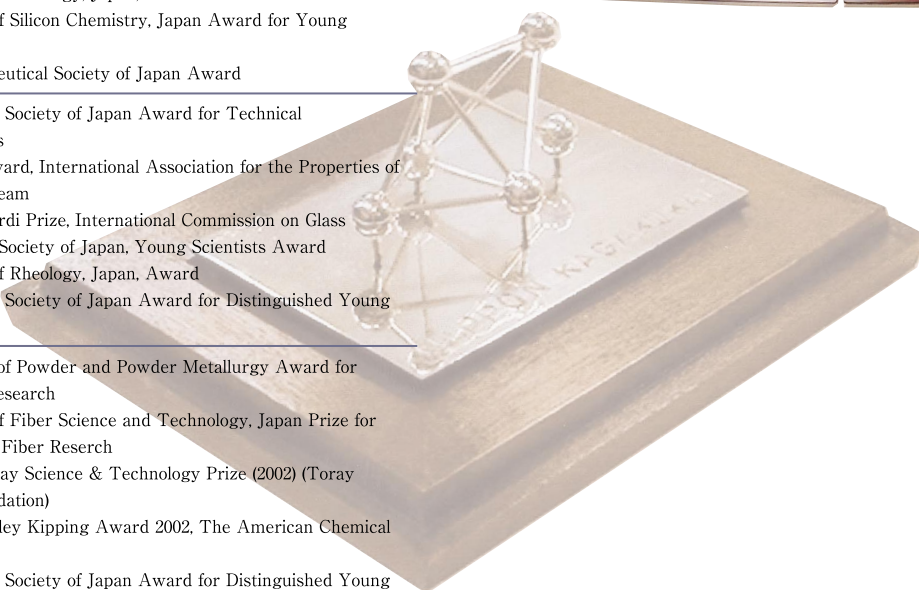 f Silicon Chemistry, Japan Award for Young
eutical Society of Japan Award
Society of Japan Award for Technical
s
vard, International Association for the Properties of
eam
rdi Prize, International Commission on Glass
Society of Japan, Young Scientists Award
f Rheology, Japan, Award
Society of Japan Award for Distinguished Young
of Powder and Powder Metallurgy Award for
esearch
f Fiber Science and Technology, Japan Prize for
Fiber Reserch
ay Science & Technology Prize (2002) (Toray
dation)
ley Kipping Award 2002, The American Chemical
Society of Japan Award for Distinguished Young